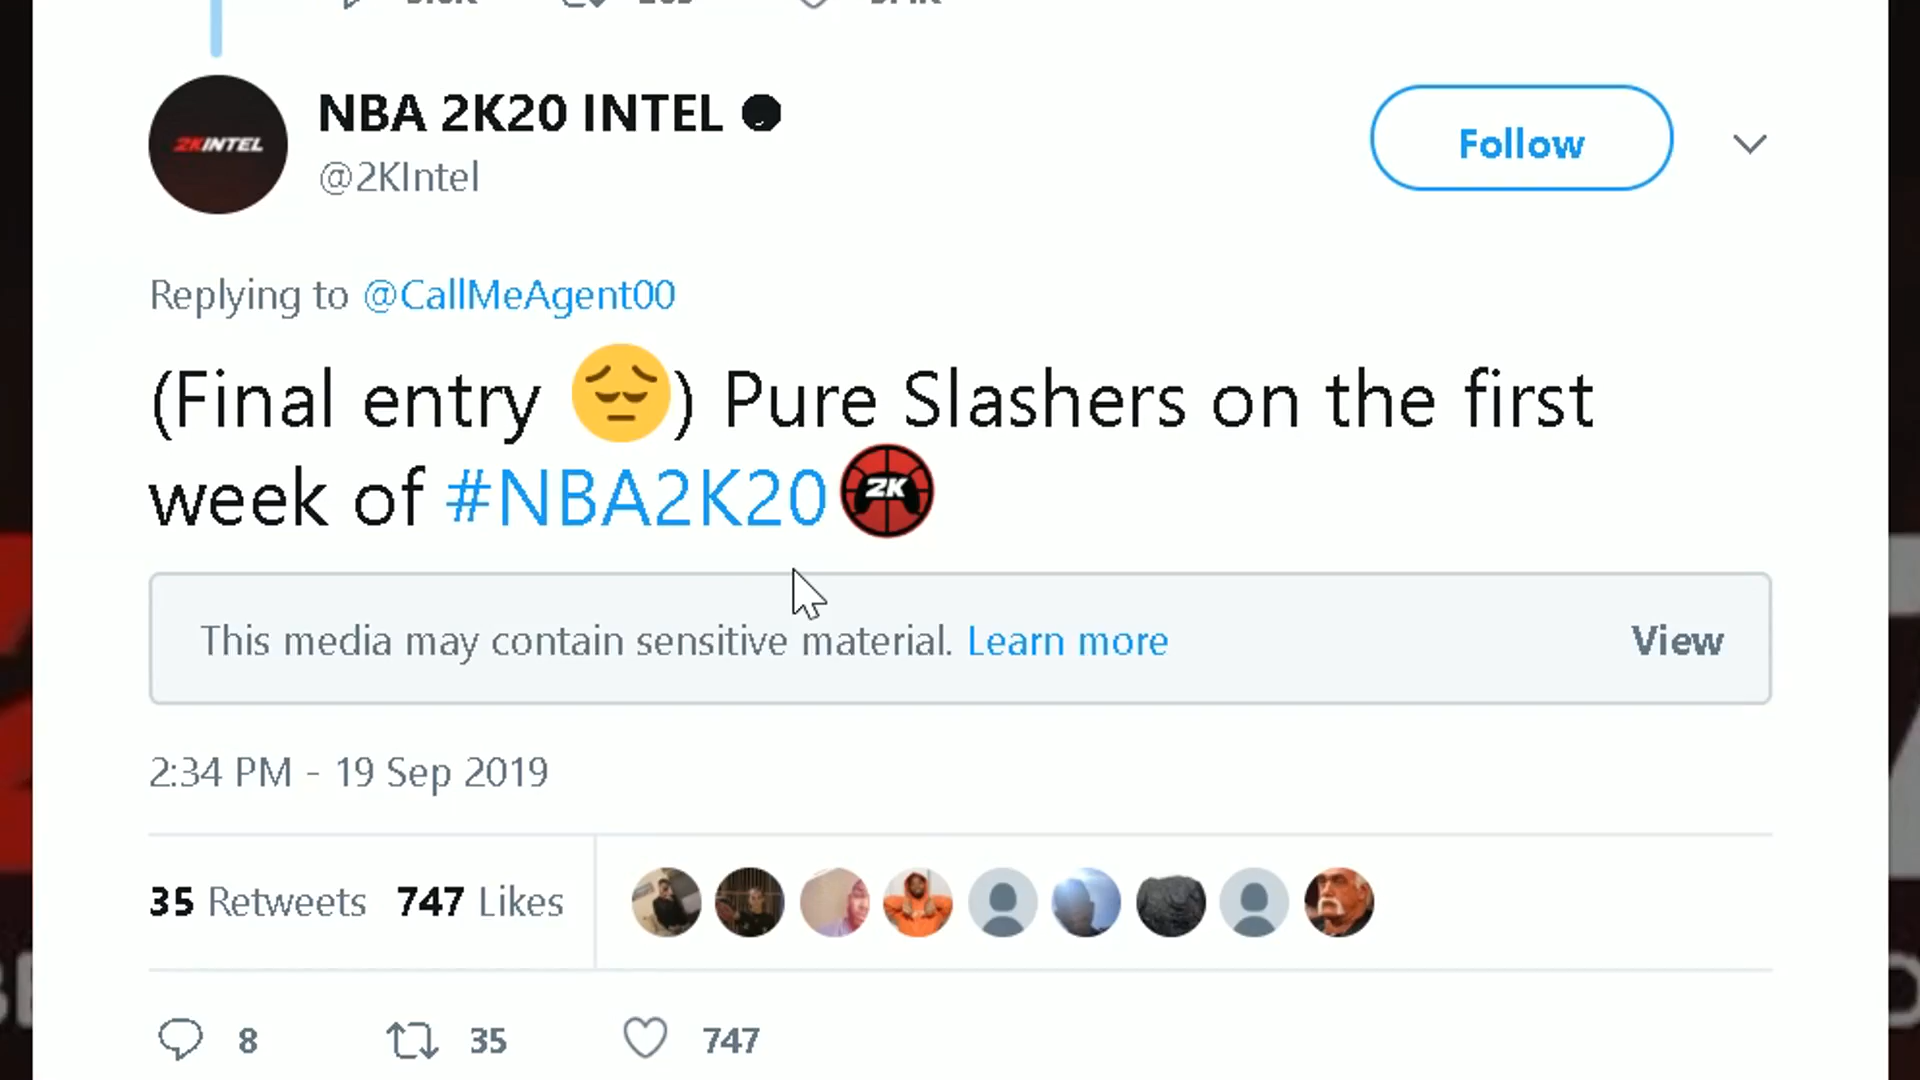 NBA 2K20 INTEL
2KINTEL
@2KIntel
Follow
Replying to @CallMeAgent00
(Final entry 😔) Pure Slashers on the first
week of #NBA2K20 2K
This media may contain sensitive material. Learn more
View
2:34 PM - 19 Sep 2019
35 Retweets 747 Likes
8 35 747